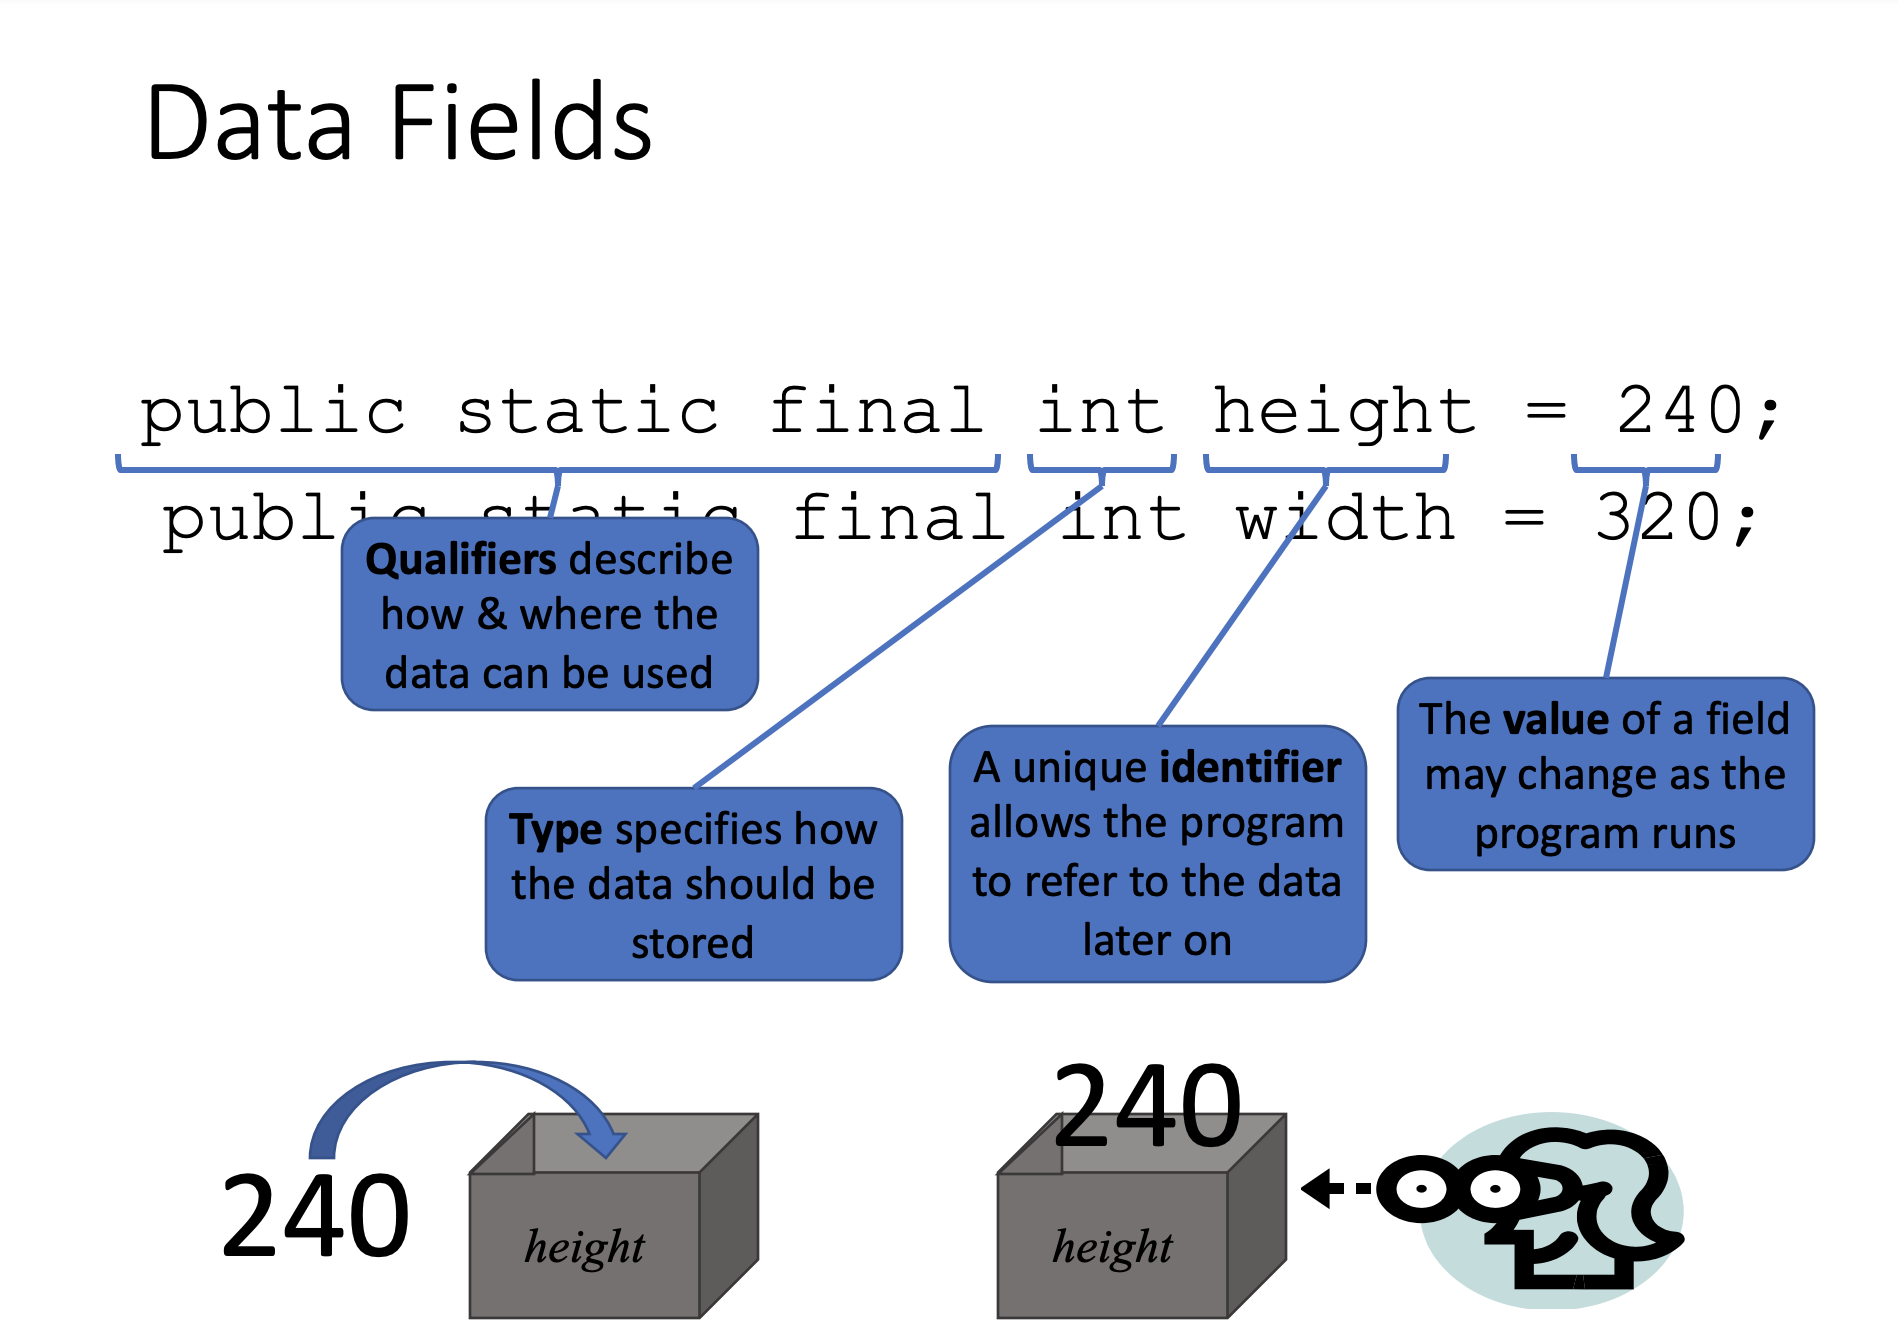 Data Fields
public static final int height = 240;
public static final int width = 320;
Qualifiers describe
how & where the
data can be used
Type specifies how
the data should be
stored
A unique identifier
allows the program
to refer to the data
later on
The value of a field
may change as the
program runs
240
height
240
height